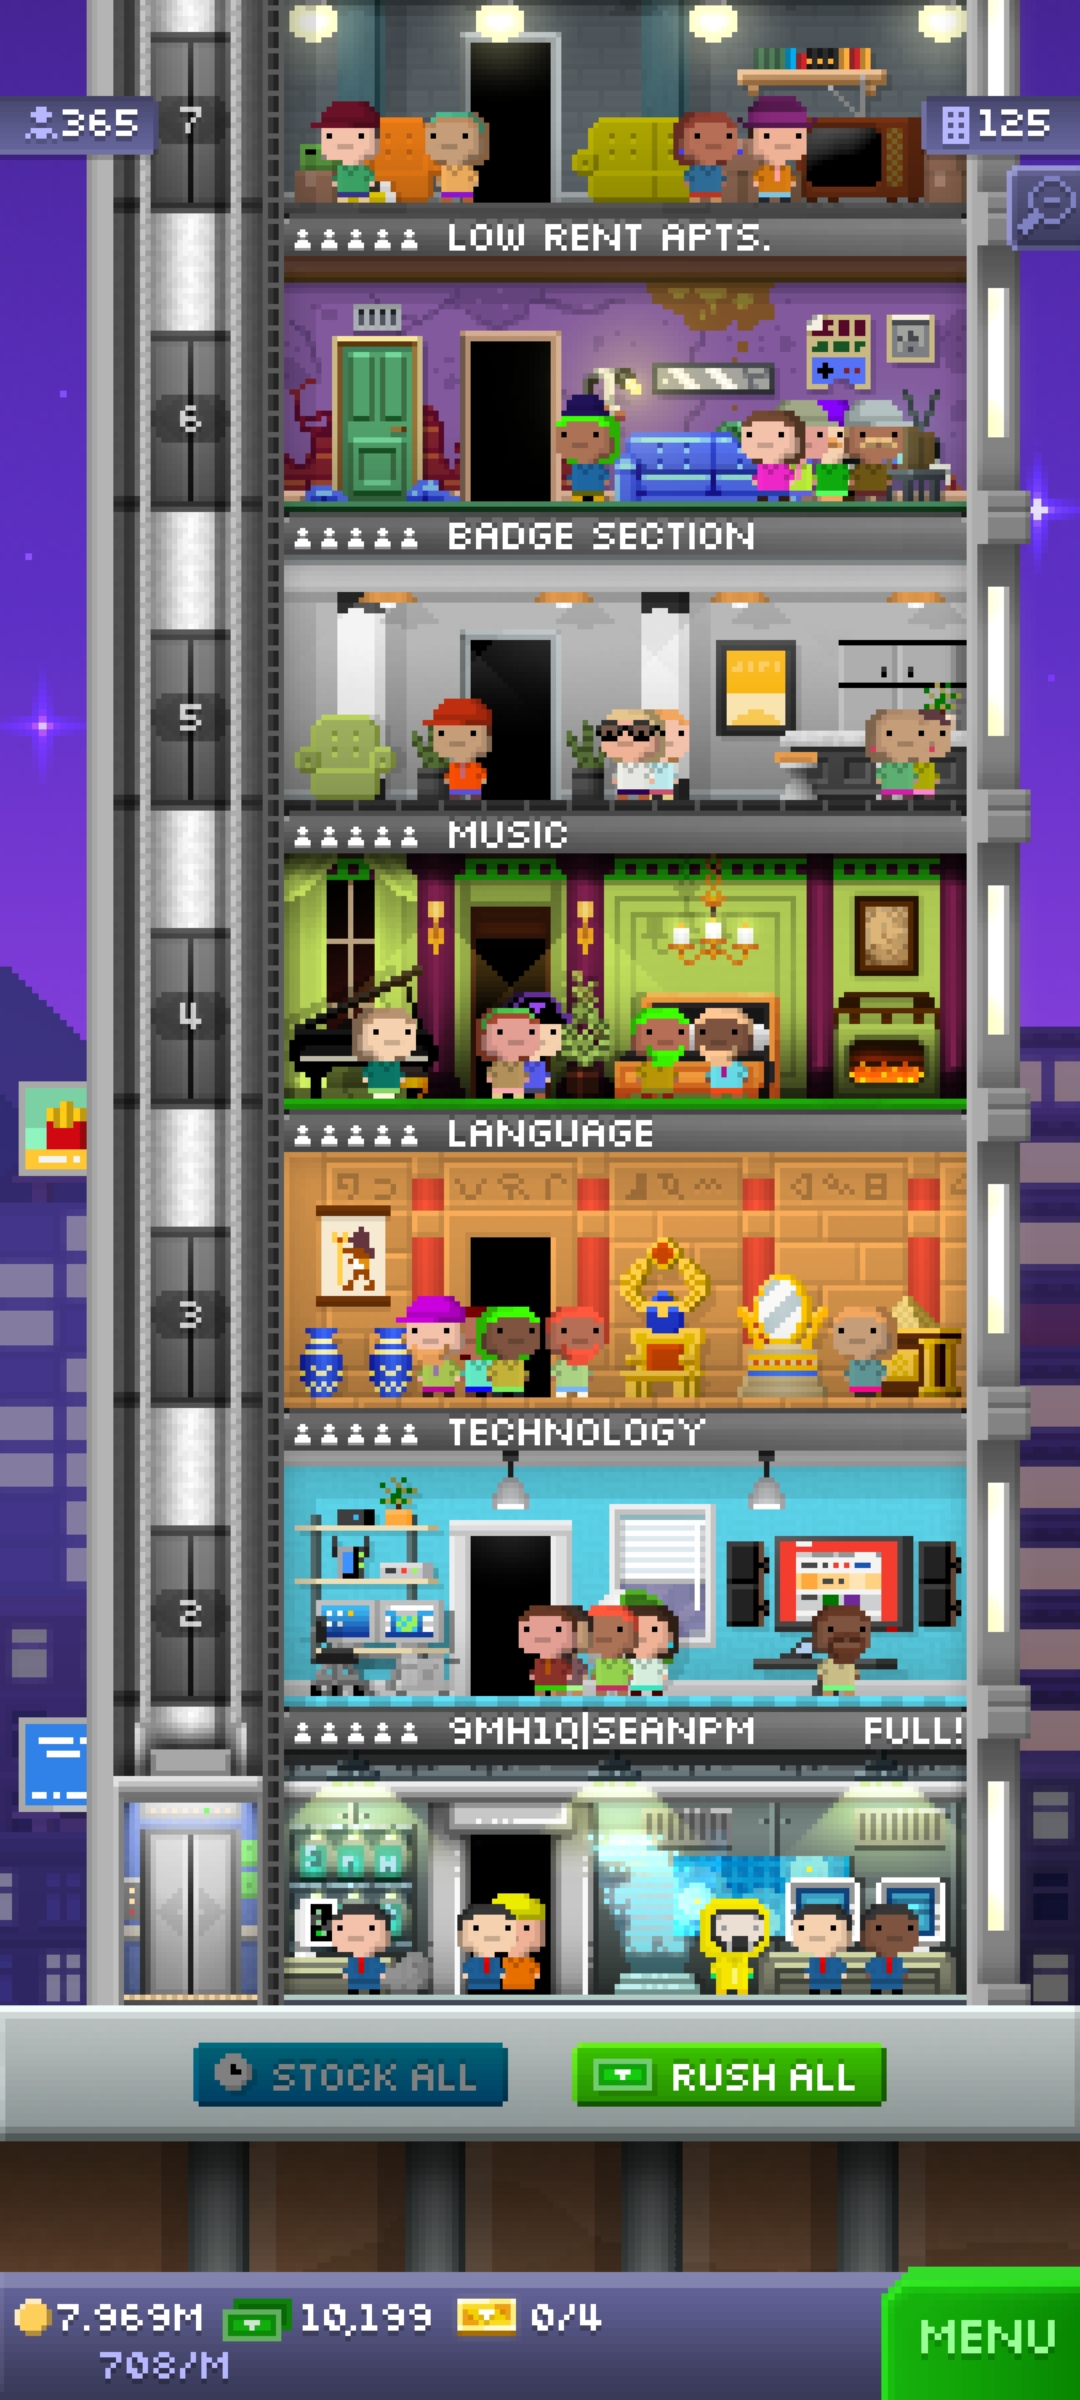 365
7
125
LOW RENT APTS.
6
BADGE SECTION
5
MUSIC
4
LANGUAGE
3
TECHNOLOGY
2
9MH1Q|SEANPM FULL!
STOCK ALL
RUSH ALL
7.969M 10,199 0/4
708/M
MENU